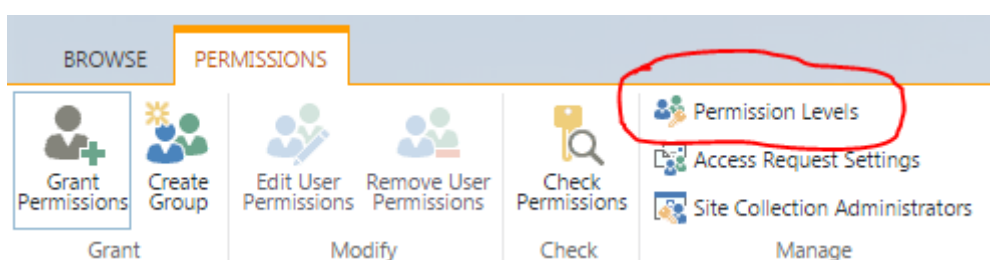 BROWSE PERMISSIONS
Grant
Permissions
Create
Group
Edit User
Permissions
Remove User
Permissions
Check
Permissions
Permission Levels
Access Request Settings
Site Collection Administrators
Grant
Modify
Check
Manage